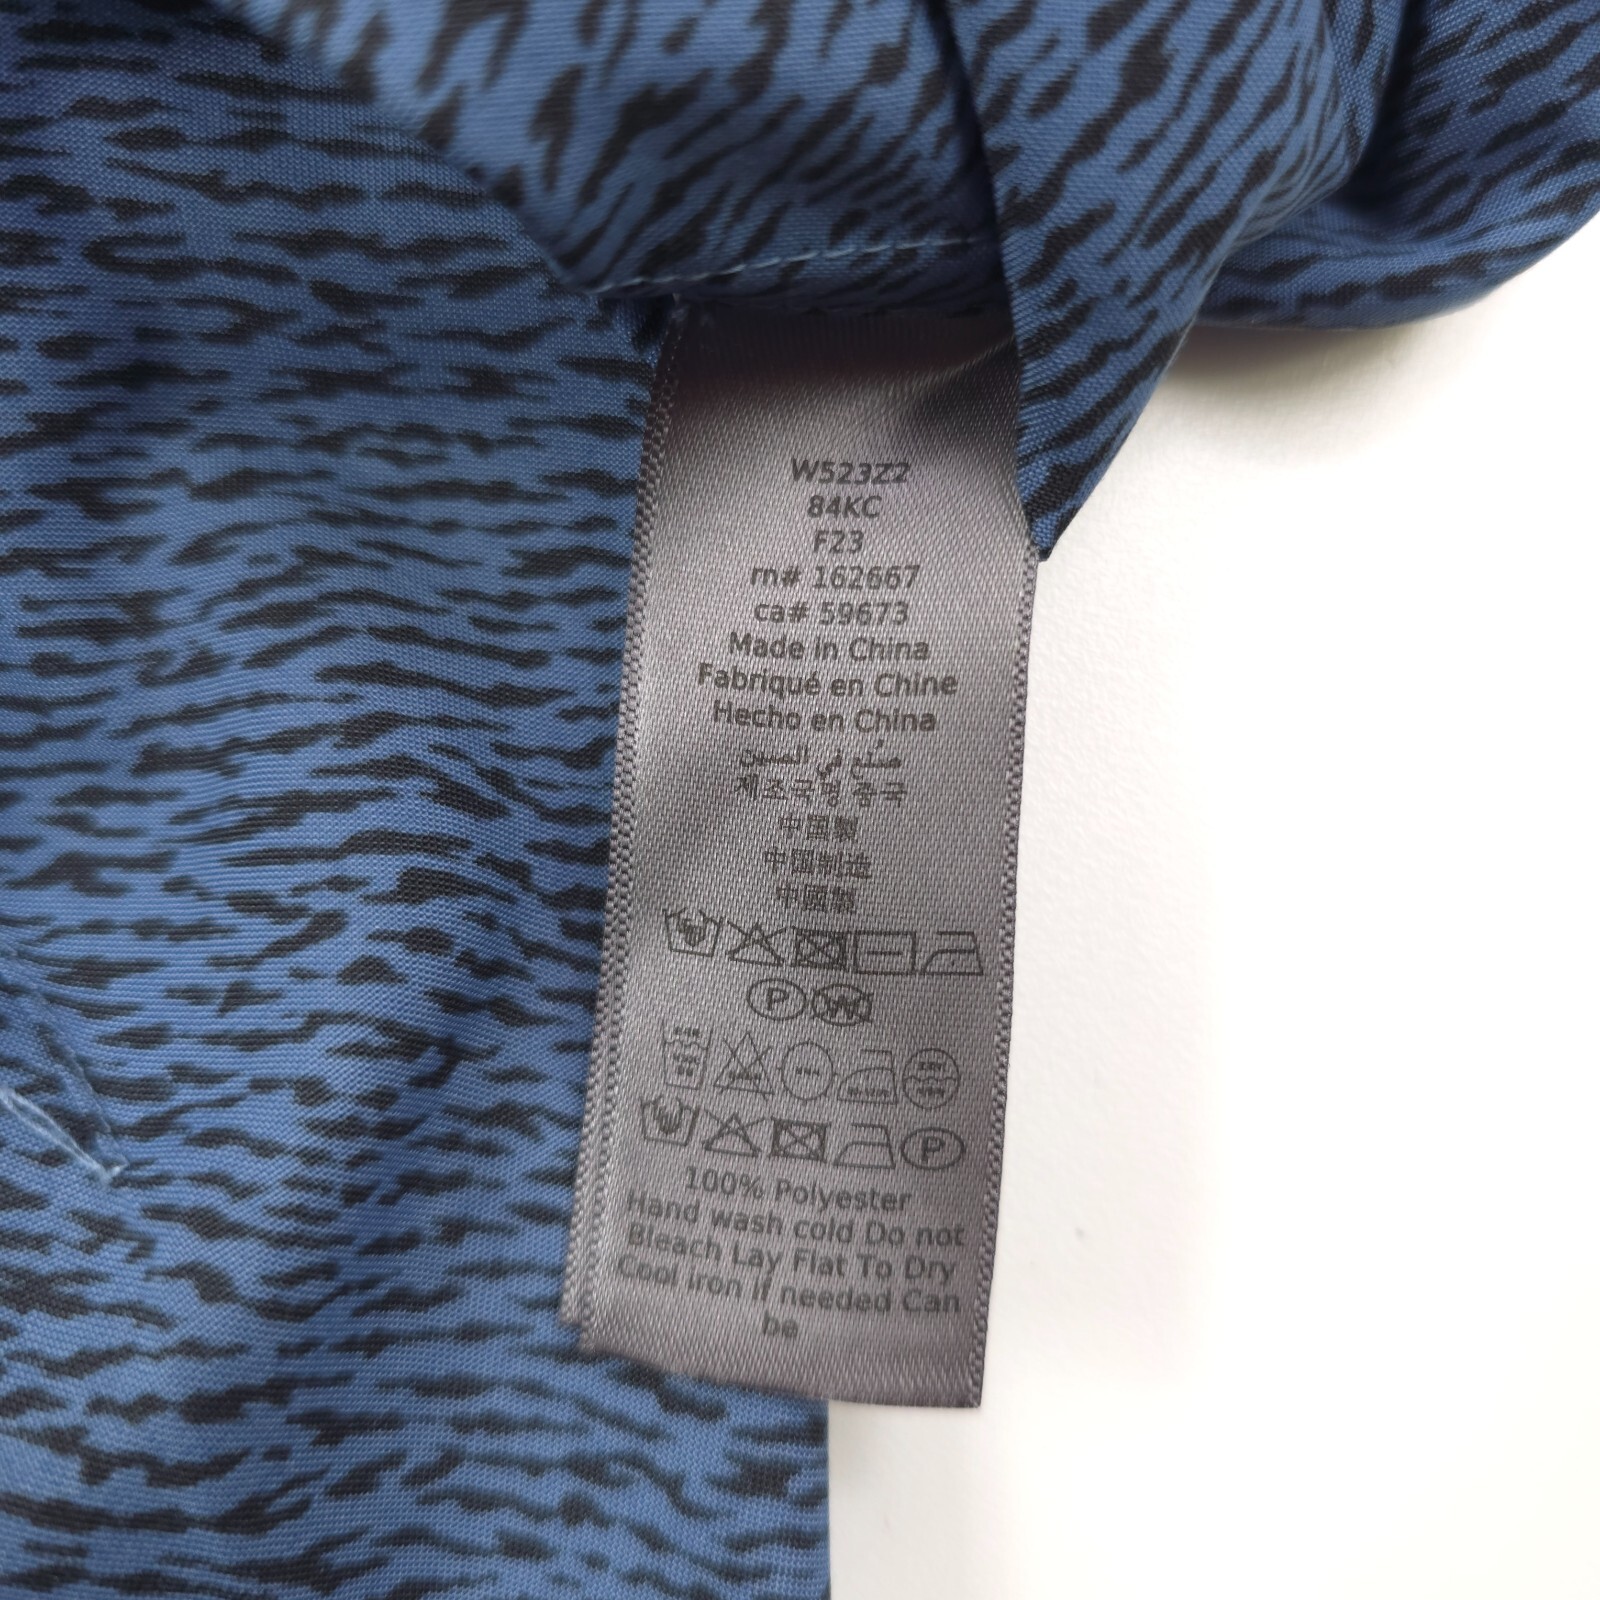 W523Z2
84KC
F23
rn# 162667
ca# 59673
Made in China
Fabriqué en Chine
Hecho en China
صنع في الصين
제조국명 중국
中国製
中国制造
中國製
P W
P
100% Polyester
Hand wash cold Do not
Bleach Lay Flat To Dry
Cool iron if needed Can
be